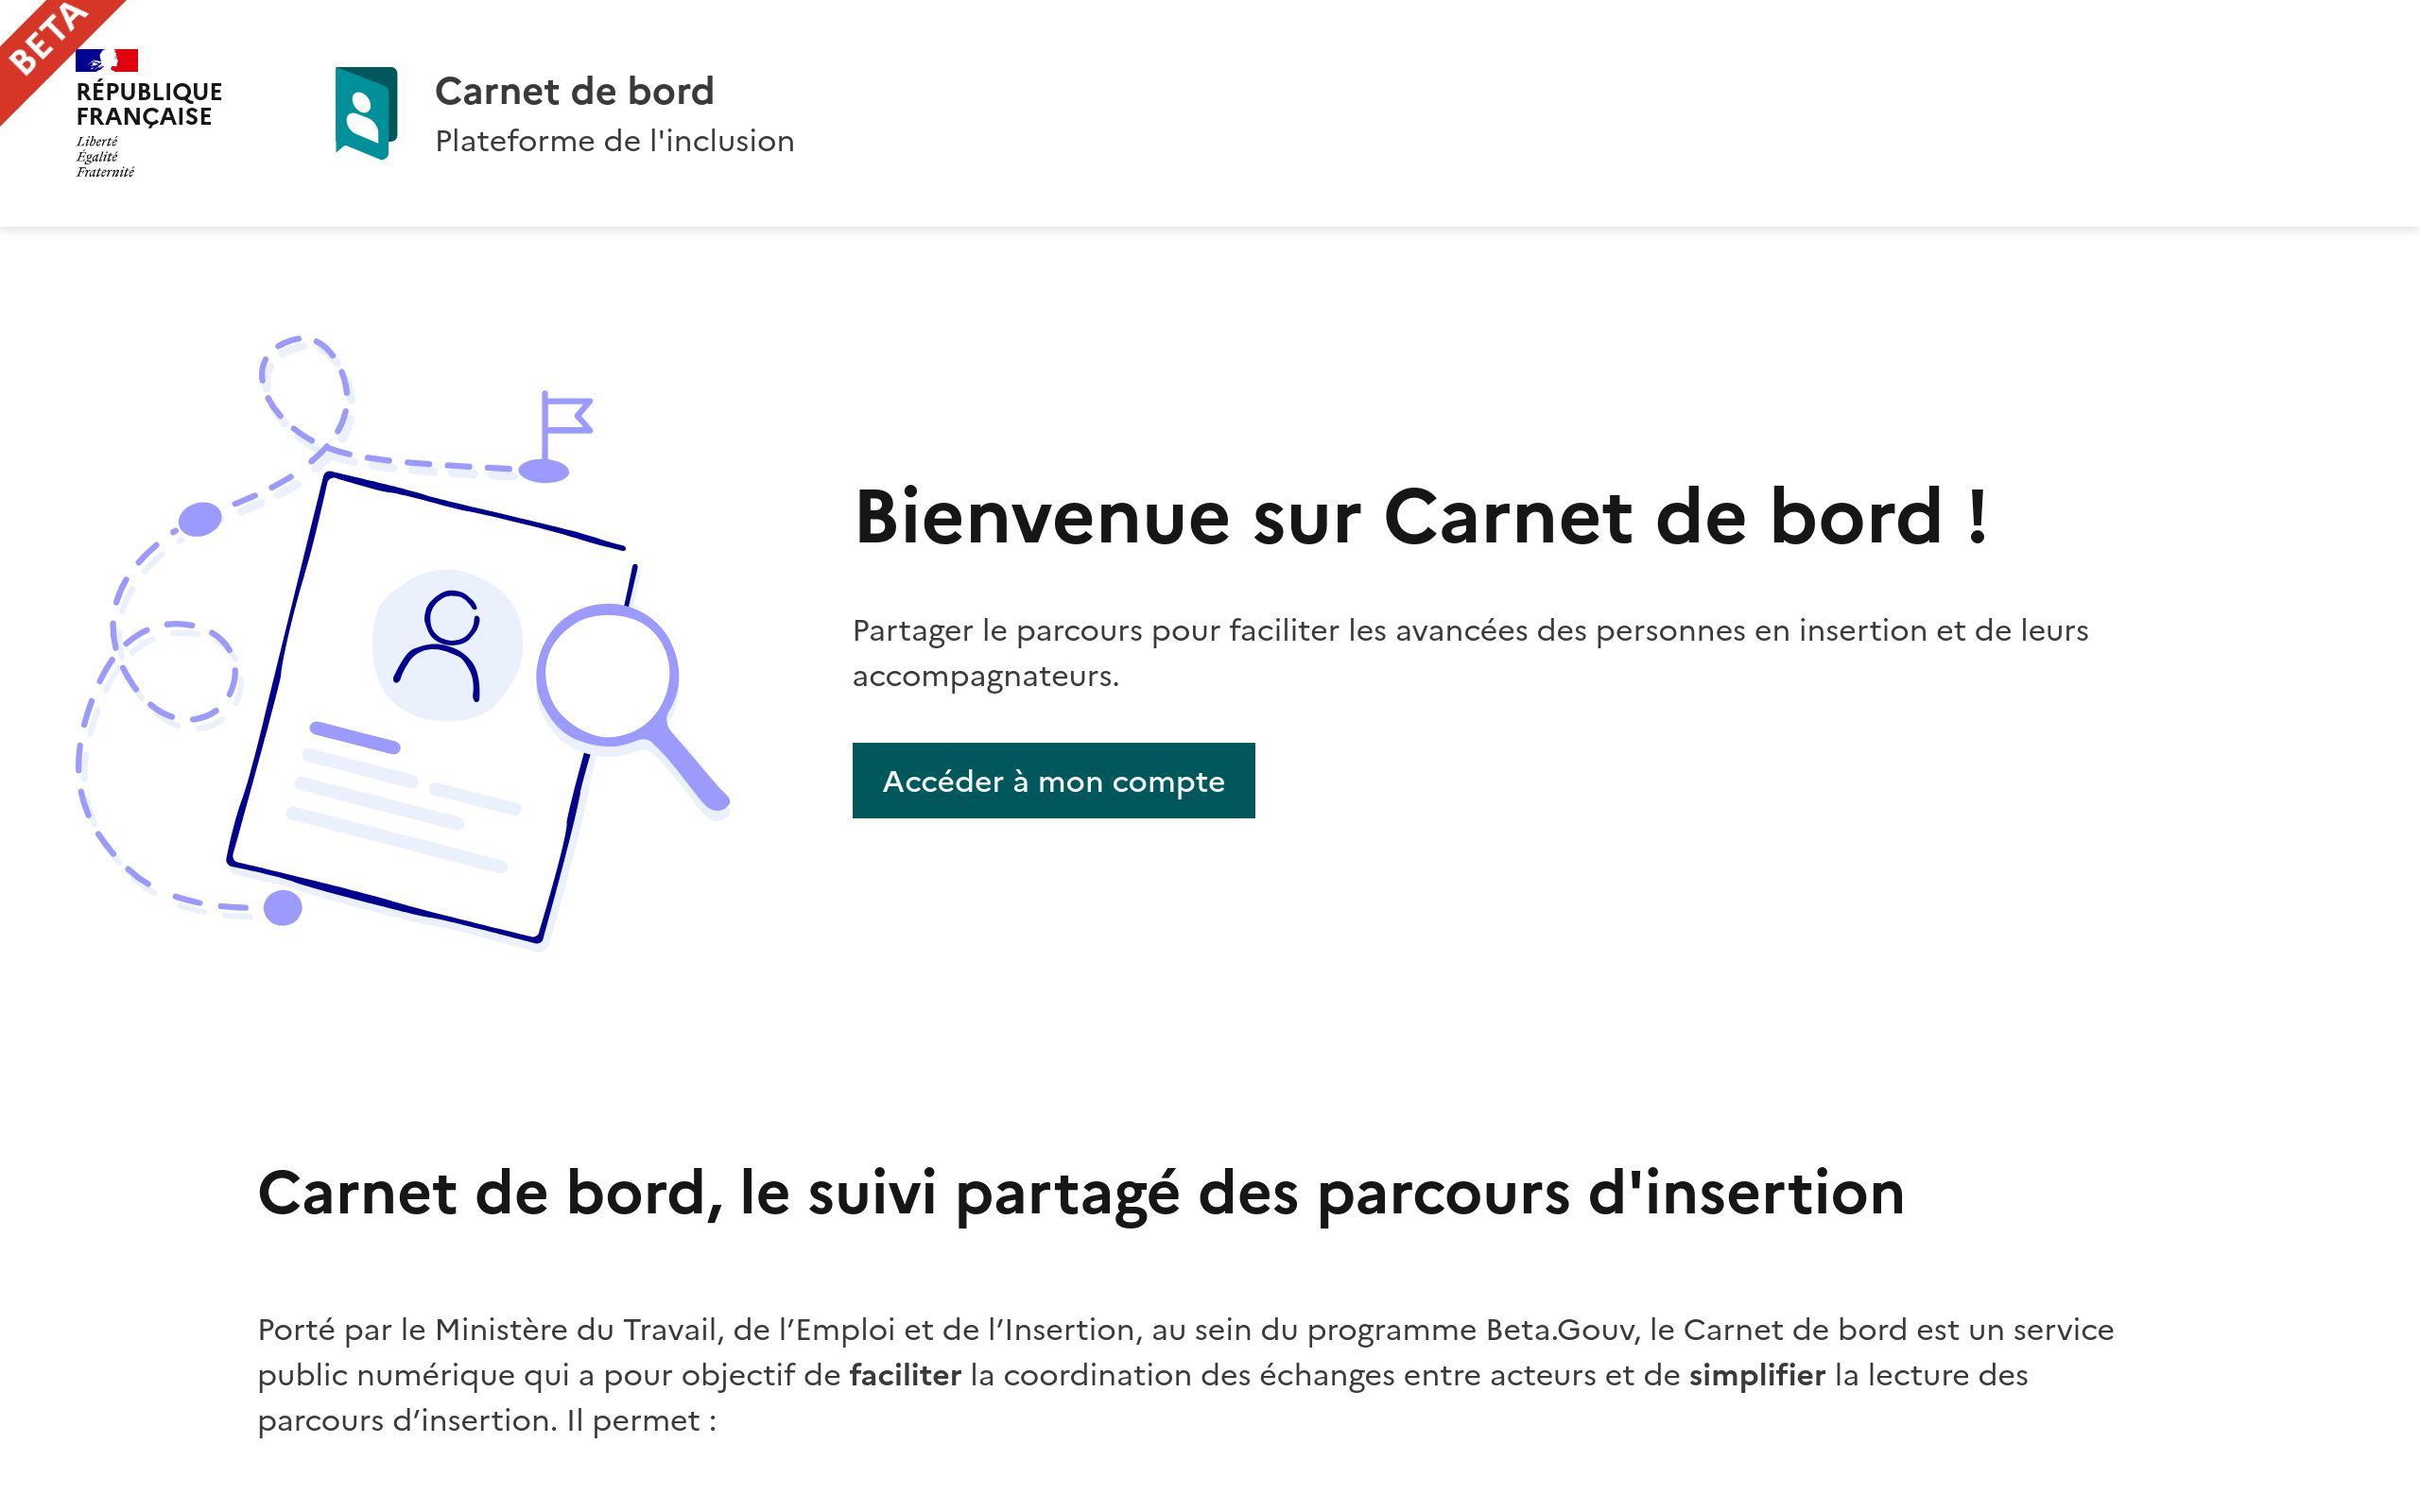 BETA
RÉPUBLIQUE
FRANÇAISE
Liberté
Égalité
Fraternité
Carnet de bord
Plateforme de l'inclusion
Bienvenue sur Carnet de bord !
Partager le parcours pour faciliter les avancées des personnes en insertion et de leurs
accompagnateurs.
Accéder à mon compte
Carnet de bord, le suivi partagé des parcours d'insertion
Porté par le Ministère du Travail, de l’Emploi et de l’Insertion, au sein du programme Beta.Gouv, le Carnet de bord est un service
public numérique qui a pour objectif de faciliter la coordination des échanges entre acteurs et de simplifier la lecture des
parcours d’insertion. Il permet :